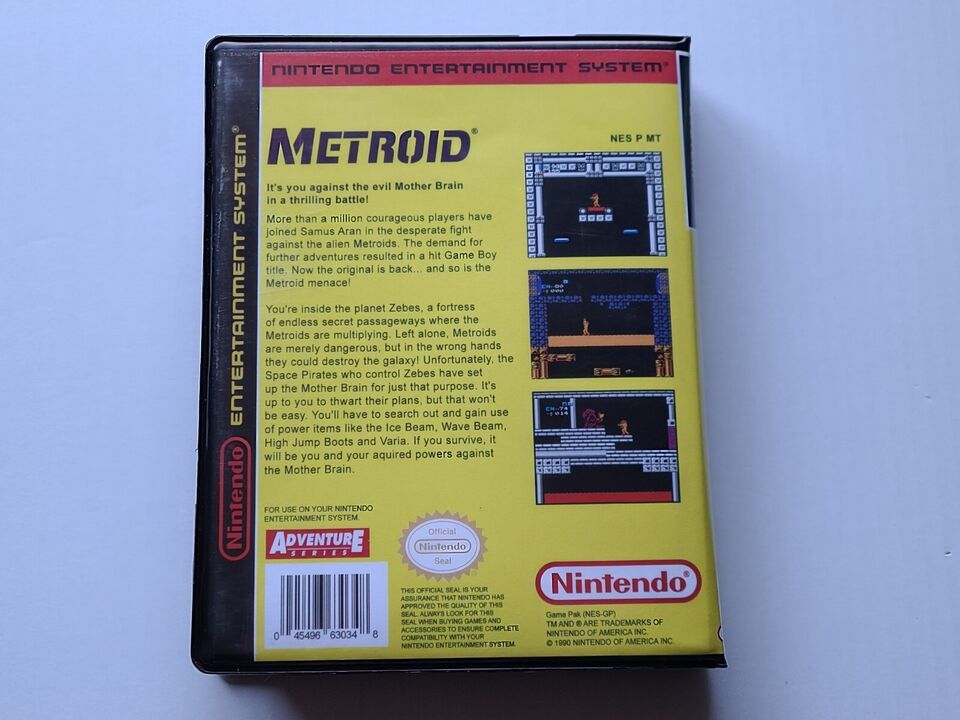 NINTENDO ENTERTAINMENT SYSTEM®
Nintendo® ENTERTAINMENT SYSTEM®
METROID®
NES P MT
It's you against the evil Mother Brain
in a thrilling battle!
More than a million courageous players have
joined Samus Aran in the desperate fight
against the alien Metroids. The demand for
further adventures resulted in a hit Game Boy
title. Now the original is back... and so is the
Metroid menace!
You're inside the planet Zebes, a fortress
of endless secret passageways where the
Metroids are multiplying. Left alone, Metroids
are merely dangerous, but in the wrong hands
they could destroy the galaxy! Unfortunately, the
Space Pirates who control Zebes have set
up the Mother Brain for just that purpose. It's
up to you to thwart their plans, but that won't
be easy. You'll have to search out and gain use
of power items like the Ice Beam, Wave Beam,
High Jump Boots and Varia. If you survive, it
will be you and your aquired powers against
the Mother Brain.
FOR USE ON YOUR NINTENDO
ENTERTAINMENT SYSTEM.
ADVENTURE
SERIES
Official
Nintendo
Seal
0 45496 63034 8
THIS OFFICIAL SEAL IS YOUR
ASSURANCE THAT NINTENDO HAS
APPROVED THE QUALITY OF THIS
SEAL. ALWAYS LOOK FOR THIS
SEAL WHEN BUYING GAMES AND
ACCESSORIES TO ENSURE COMPLETE
COMPATIBILITY WITH YOUR
NINTENDO ENTERTAINMENT SYSTEM.
Nintendo®
Game Pak (NES-GP)
TM AND ® ARE TRADEMARKS OF
NINTENDO OF AMERICA INC.
© 1990 NINTENDO OF AMERICA INC.